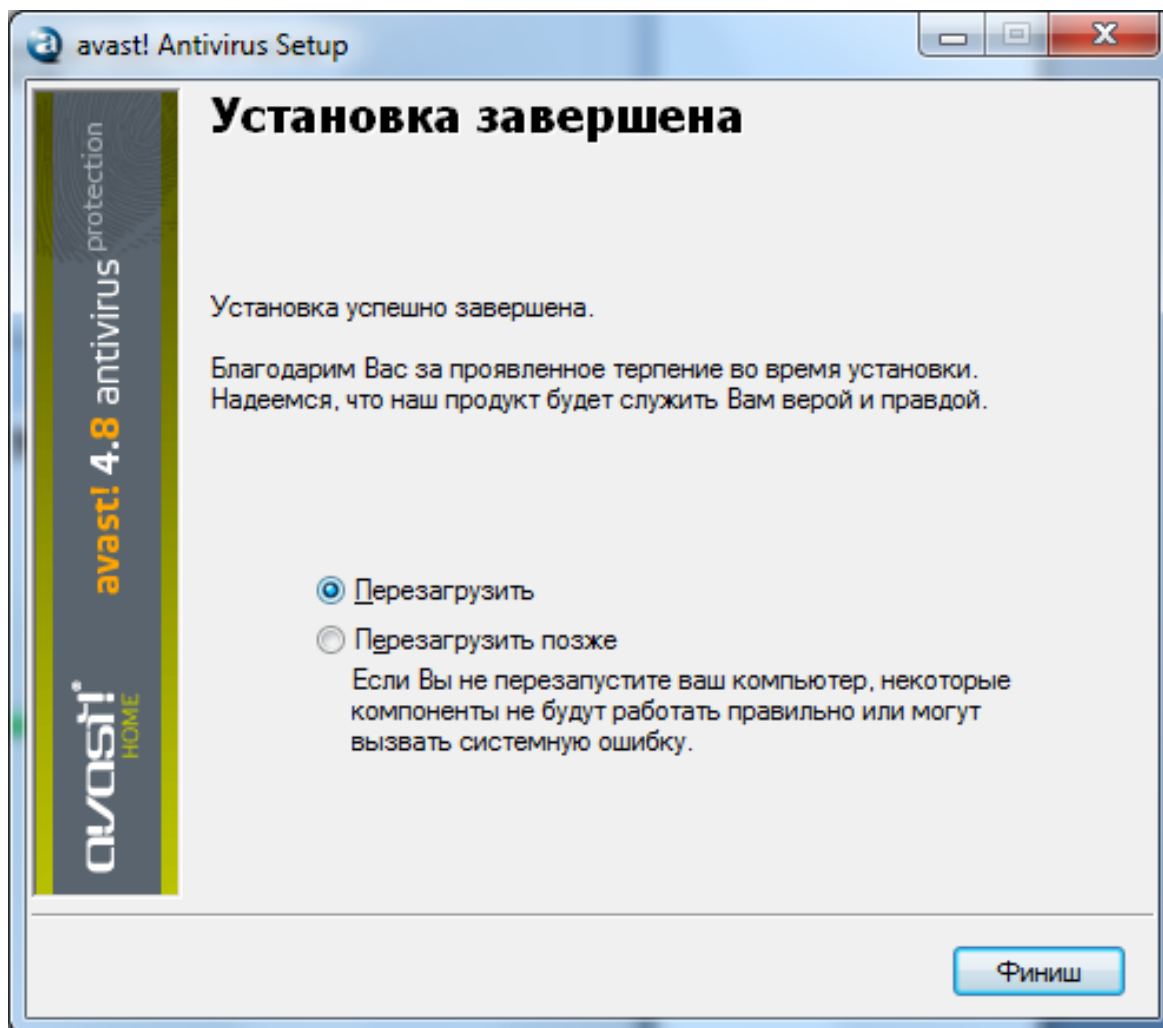 avast! Antivirus Setup
Установка завершена
Установка успешно завершена.
Благодарим Вас за проявленное терпение во время установки.
Надеемся, что наш продукт будет служить Вам верой и правдой.
Перезагрузить
Перезагрузить позже
Если Вы не перезапустите ваш компьютер, некоторые
компоненты не будут работать правильно или могут
вызвать системную ошибку.
avast! 4.8 antivirus protection
avast!®
HOME
Финиш